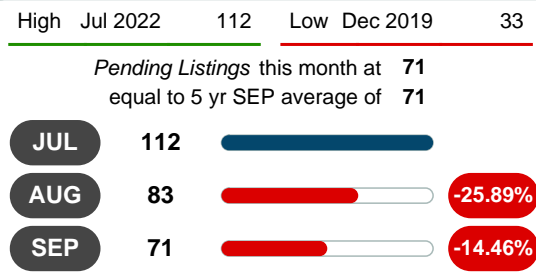 High Jul 2022 112 Low Dec 2019 33
Pending Listings this month at 71
equal to 5 yr SEP average of 71
JUL 112
AUG 83 -25.89%
SEP 71 -14.46%